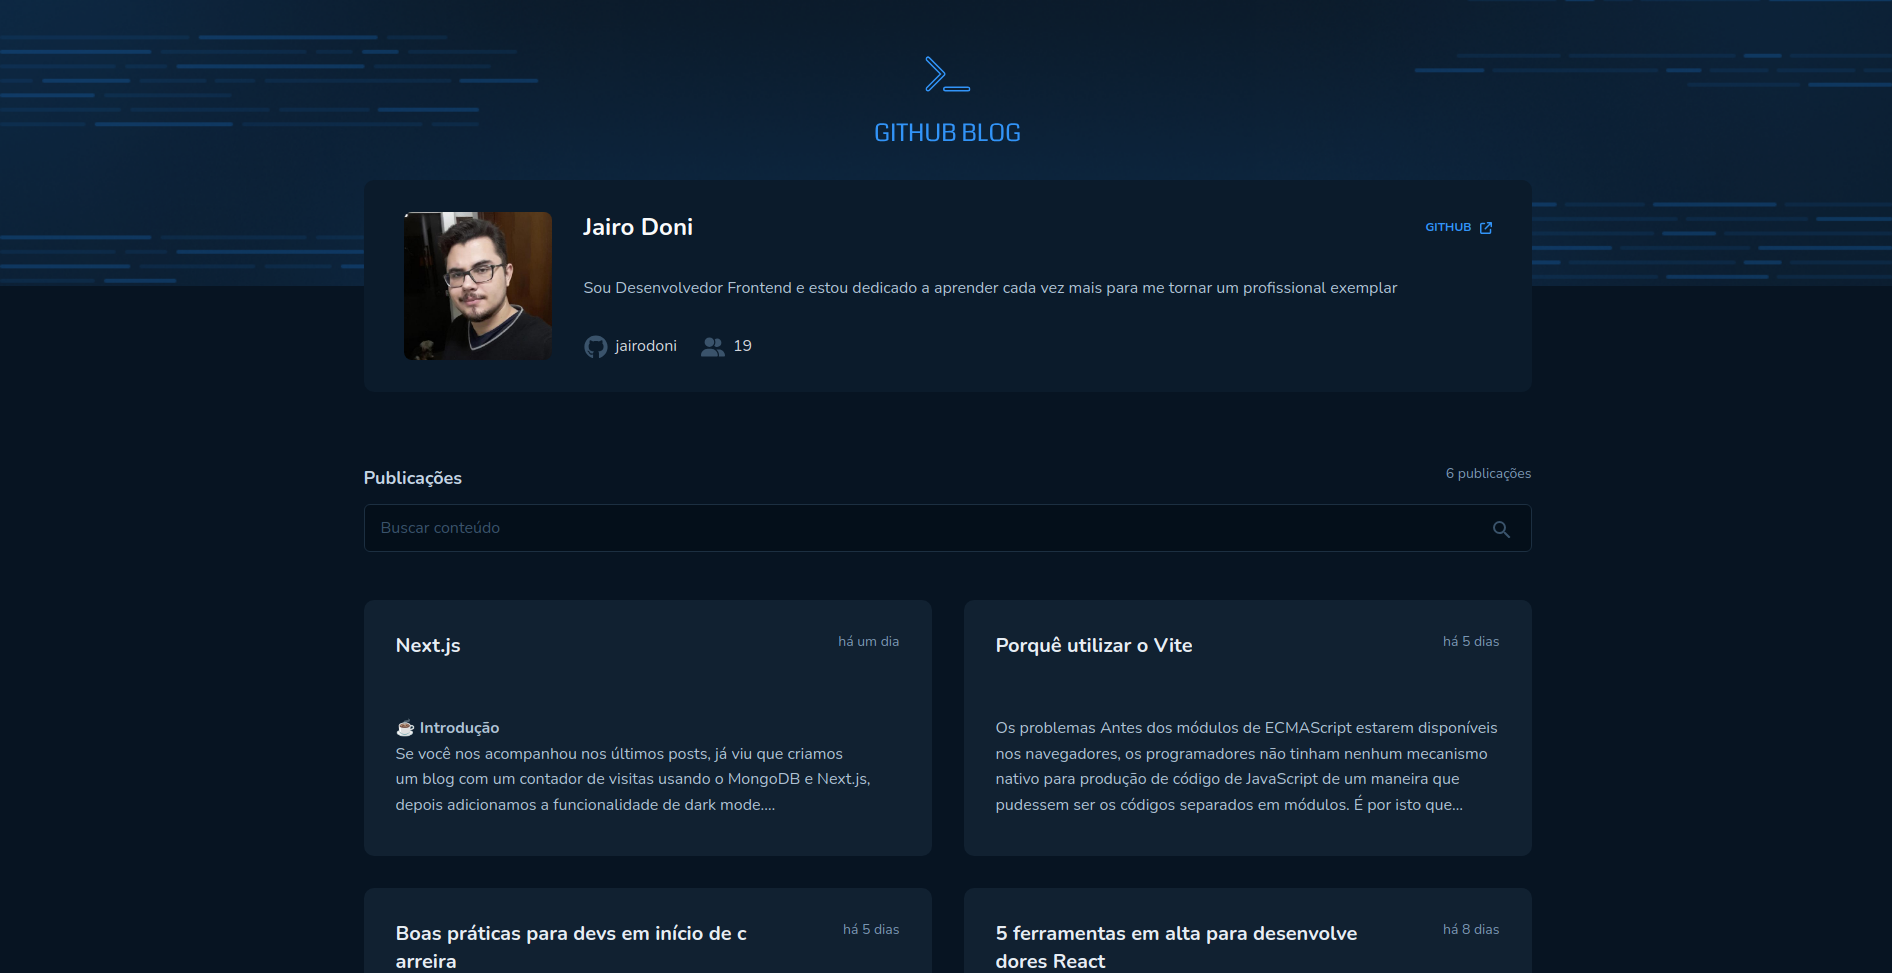 GITHUB BLOG
Jairo Doni
GITHUB
Sou Desenvolvedor Frontend e estou dedicado a aprender cada vez mais para me tornar um profissional exemplar
jairodoni 19
Publicações
6 publicações
Buscar conteúdo
Next.js
há um dia
☕ Introdução
Se você nos acompanhou nos últimos posts, já viu que criamos
um blog com um contador de visitas usando o MongoDB e Next.js,
depois adicionamos a funcionalidade de dark mode....
Porquê utilizar o Vite
há 5 dias
Os problemas Antes dos módulos de ECMAScript estarem disponíveis
nos navegadores, os programadores não tinham nenhum mecanismo
nativo para produção de código de JavaScript de um maneira que
pudessem ser os códigos separados em módulos. É por isto que...
Boas práticas para devs em início de c
arreira
há 5 dias
5 ferramentas em alta para desenvolve
dores React
há 8 dias